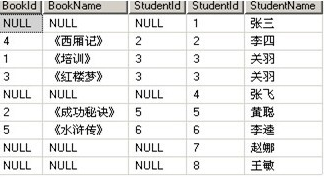 BookId BookName StudentId StudentId StudentName
NULL NULL NULL 1 张三
4 《西厢记》 2 2 李四
1 《培训》 3 3 关羽
3 《红楼梦》 3 3 关羽
NULL NULL NULL 4 张飞
2 《成功秘诀》 5 5 黄聪
5 《水浒传》 6 6 李逵
NULL NULL NULL 7 赵娜
NULL NULL NULL 8 王敏